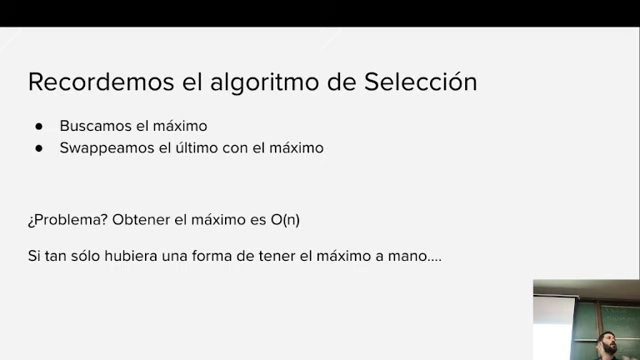 Recordemos el algoritmo de Selección
● Buscamos el máximo
● Swappeamos el último con el máximo
¿Problema? Obtener el máximo es O(n)
Si tan sólo hubiera una forma de tener el máximo a mano....